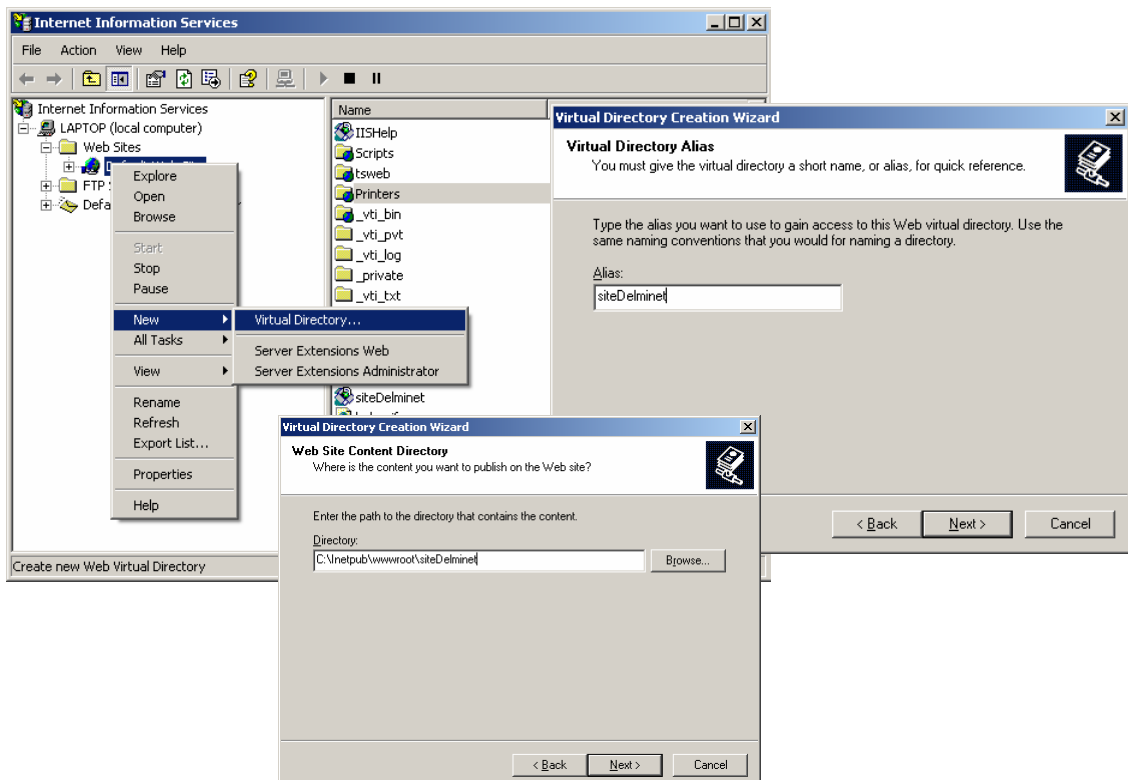 Internet Information Services
File Action View Help
Internet Information Services
LAPTOP (local computer)
Web Sites
FTP
Defa
Explore
Open
Browse
Start
Stop
Pause
New
All Tasks
View
Rename
Refresh
Export List...
Properties
Help
Virtual Directory...
Server Extensions Web
Server Extensions Administrator
Name
IISHelp
Scripts
tsweb
Printers
_vti_bin
_vti_pvt
_vti_log
_private
_vti_txt
siteDelminet
Create new Web Virtual Directory
Virtual Directory Creation Wizard
Virtual Directory Alias
You must give the virtual directory a short name, or alias, for quick reference.
Type the alias you want to use to gain access to this Web virtual directory. Use the
same naming conventions that you would for naming a directory.
Alias:
siteDelminet
< Back Next > Cancel
Virtual Directory Creation Wizard
Web Site Content Directory
Where is the content you want to publish on the Web site?
Enter the path to the directory that contains the content.
Directory:
C:\Inetpub\wwwroot\siteDelminet
Browse...
< Back Next > Cancel